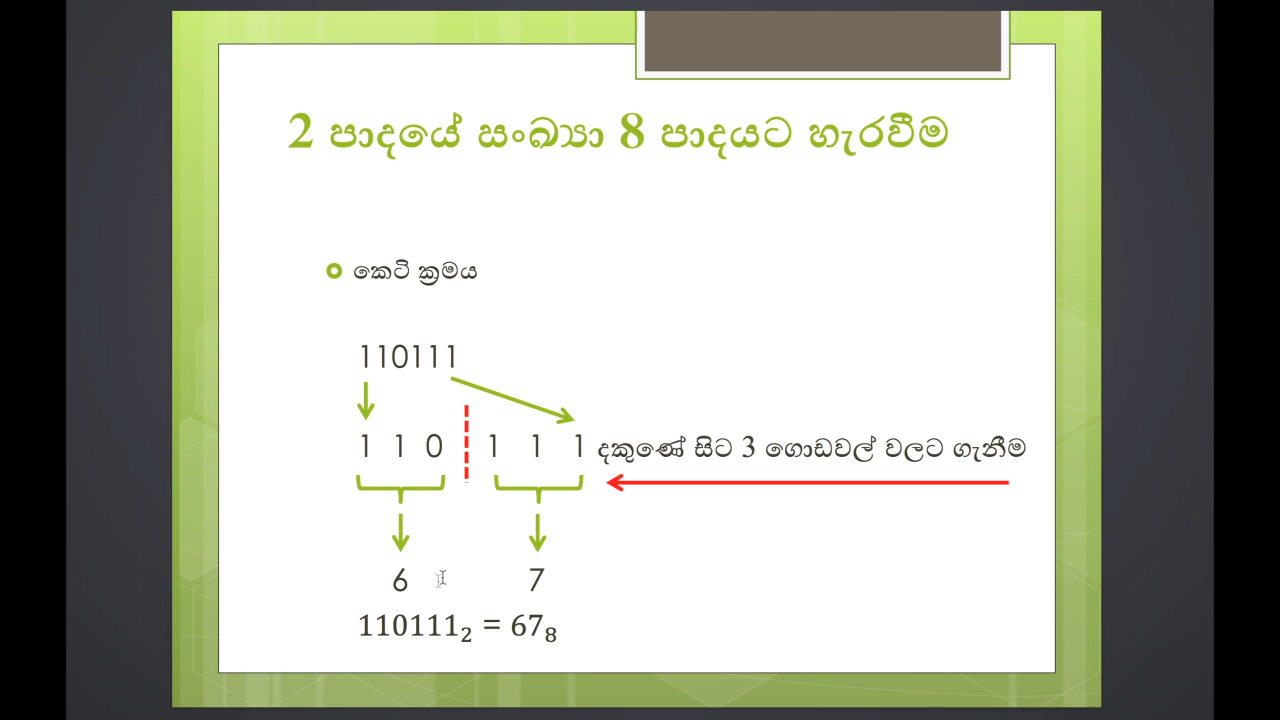 2 පාදයේ සංඛ්‍යා 8 පාදයට හැරවීම
කෙටි ක්‍රමය
110111
1 1 0 1 1 1 දකුණේ සිට 3 ගොඩවල් වලට ගැනීම
6 7
110111₂ = 67₈